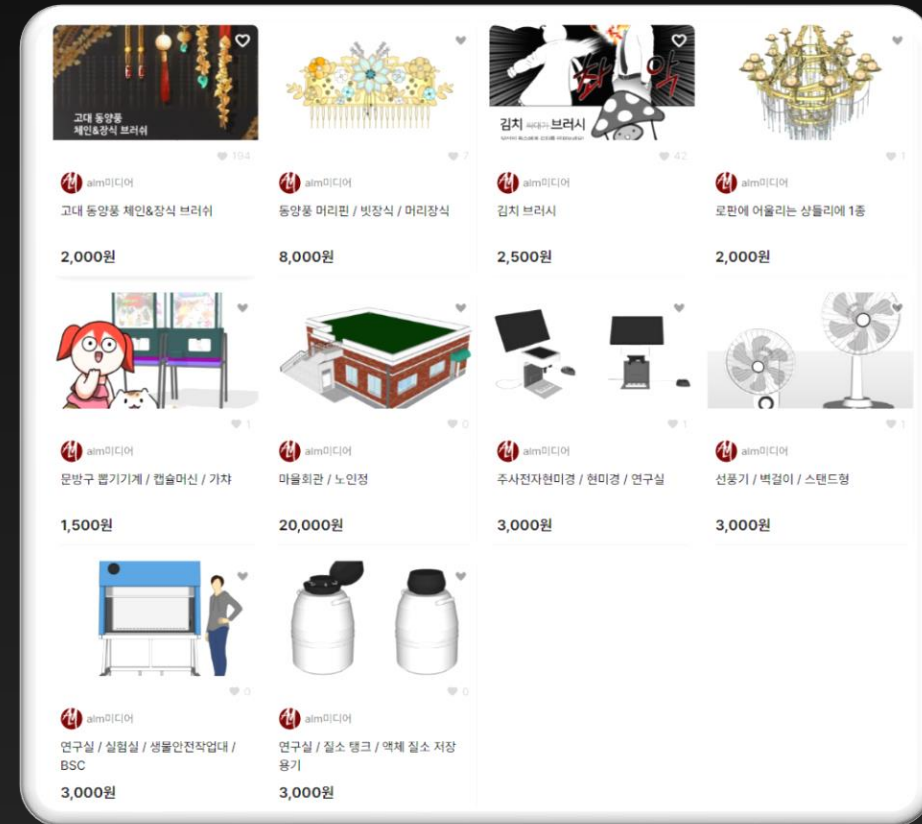 고대 동양풍
체인&장식 브러쉬
194
alm미디어
고대 동양풍 체인&장식 브러쉬
2,000원
7
alm미디어
동양풍 머리핀 / 빗장식 / 머리장식
8,000원
김치 싸대기 브러시
42
alm미디어
김치 브러시
2,500원
1
alm미디어
로판에 어울리는 샹들리에 1종
2,000원
1
alm미디어
문방구 뽑기기계 / 캡슐머신 / 가챠
1,500원
0
alm미디어
마을회관 / 노인정
20,000원
1
alm미디어
주사전자현미경 / 현미경 / 연구실
3,000원
1
alm미디어
선풍기 / 벽걸이 / 스탠드형
3,000원
0
alm미디어
연구실 / 실험실 / 생물안전작업대 /
BSC
3,000원
0
alm미디어
연구실 / 질소 탱크 / 액체 질소 저장
용기
3,000원